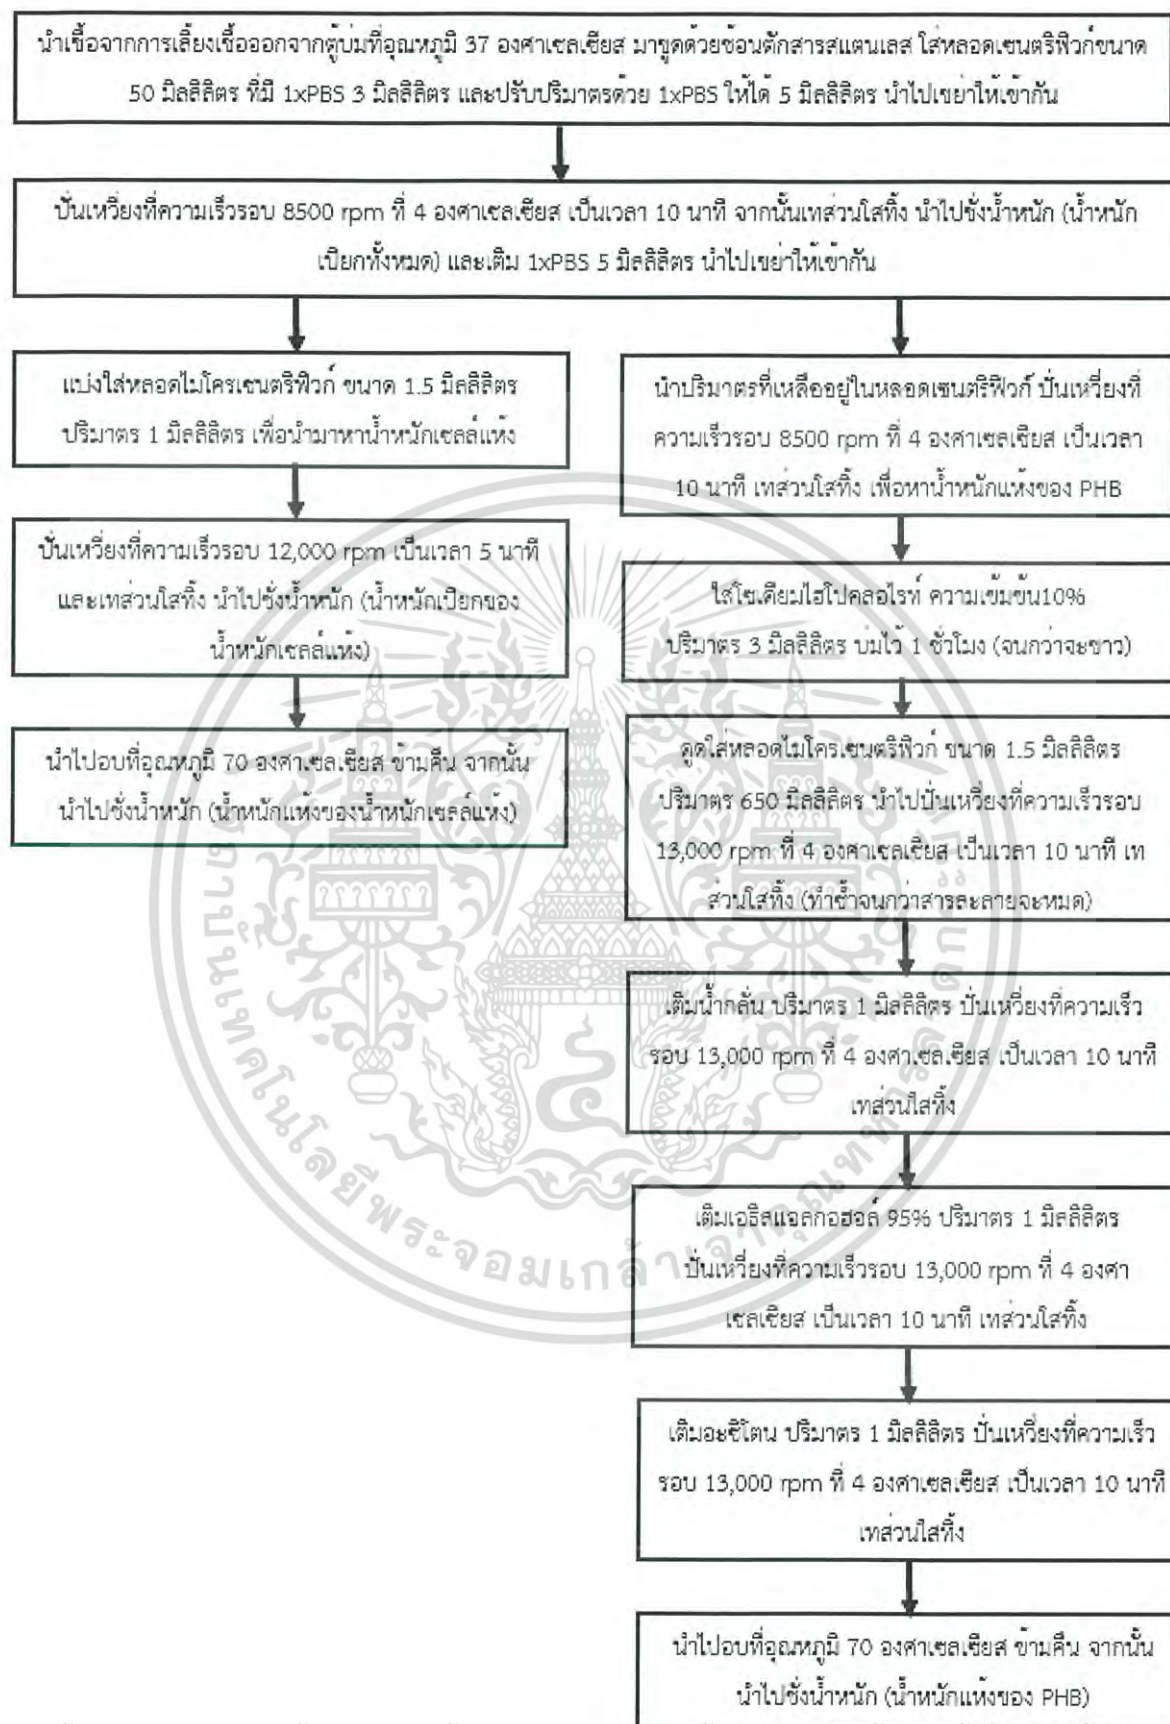 นำเชื้อจากการเลี้ยงเชื้อออกจากตู้บ่มที่อุณหภูมิ 37 องศาเซลเซียส มาขูดด้วยช้อนตักสารสแตนเลส ใส่หลอดเซนตริฟิวก์ขนาด
50 มิลลิลิตร ที่มี 1xPBS 3 มิลลิลิตร และปรับปริมาตรด้วย 1xPBS ให้ได้ 5 มิลลิลิตร นำไปเขย่าให้เข้ากัน
ปั่นเหวี่ยงที่ความเร็วรอบ 8500 rpm ที่ 4 องศาเซลเซียส เป็นเวลา 10 นาที จากนั้นเทส่วนใสทิ้ง นำไปชั่งน้ำหนัก (น้ำหนัก
เปียกทั้งหมด) และเติม 1xPBS 5 มิลลิลิตร นำไปเขย่าให้เข้ากัน
แบ่งใส่หลอดไมโครเซนตริฟิวก์ ขนาด 1.5 มิลลิลิตร
ปริมาตร 1 มิลลิลิตร เพื่อนำมาหาน้ำหนักเซลล์แห้ง
ปั่นเหวี่ยงที่ความเร็วรอบ 12,000 rpm เป็นเวลา 5 นาที
และเทส่วนใสทิ้ง นำไปชั่งน้ำหนัก (น้ำหนักเปียกของ
น้ำหนักเซลล์แห้ง)
นำไปอบที่อุณหภูมิ 70 องศาเซลเซียส ข้ามคืน จากนั้น
นำไปชั่งน้ำหนัก (น้ำหนักแห้งของน้ำหนักเซลล์แห้ง)
นำปริมาตรที่เหลืออยู่ในหลอดเซนตริฟิวก์ ปั่นเหวี่ยงที่
ความเร็วรอบ 8500 rpm ที่ 4 องศาเซลเซียส เป็นเวลา
10 นาที เทส่วนใสทิ้ง เพื่อหาน้ำหนักแห้งของ PHB
ใส่โซเดียมไฮโปคลอไรท์ ความเข้มข้น10%
ปริมาตร 3 มิลลิลิตร บ่มไว้ 1 ชั่วโมง (จนกว่าจะขาว)
ดูดใส่หลอดไมโครเซนตริฟิวก์ ขนาด 1.5 มิลลิลิตร
ปริมาตร 650 มิลลิลิตร นำไปปั่นเหวี่ยงที่ความเร็วรอบ
13,000 rpm ที่ 4 องศาเซลเซียส เป็นเวลา 10 นาที เท
ส่วนใสทิ้ง (ทำซ้ำจนกว่าสารละลายจะหมด)
เติมน้ำกลั่น ปริมาตร 1 มิลลิลิตร ปั่นเหวี่ยงที่ความเร็ว
รอบ 13,000 rpm ที่ 4 องศาเซลเซียส เป็นเวลา 10 นาที
เทส่วนใสทิ้ง
เติมเอธิลแอลกอฮอล์ 95% ปริมาตร 1 มิลลิลิตร
ปั่นเหวี่ยงที่ความเร็วรอบ 13,000 rpm ที่ 4 องศา
เซลเซียส เป็นเวลา 10 นาที เทส่วนใสทิ้ง
เติมอะซิโตน ปริมาตร 1 มิลลิลิตร ปั่นเหวี่ยงที่ความเร็ว
รอบ 13,000 rpm ที่ 4 องศาเซลเซียส เป็นเวลา 10 นาที
เทส่วนใสทิ้ง
นำไปอบที่อุณหภูมิ 70 องศาเซลเซียส ข้ามคืน จากนั้น
นำไปชั่งน้ำหนัก (น้ำหนักแห้งของ PHB)
สถาบันเทคโนโลยีพระจอมเกล้าเจ้าคุณทหารลาดกระบัง